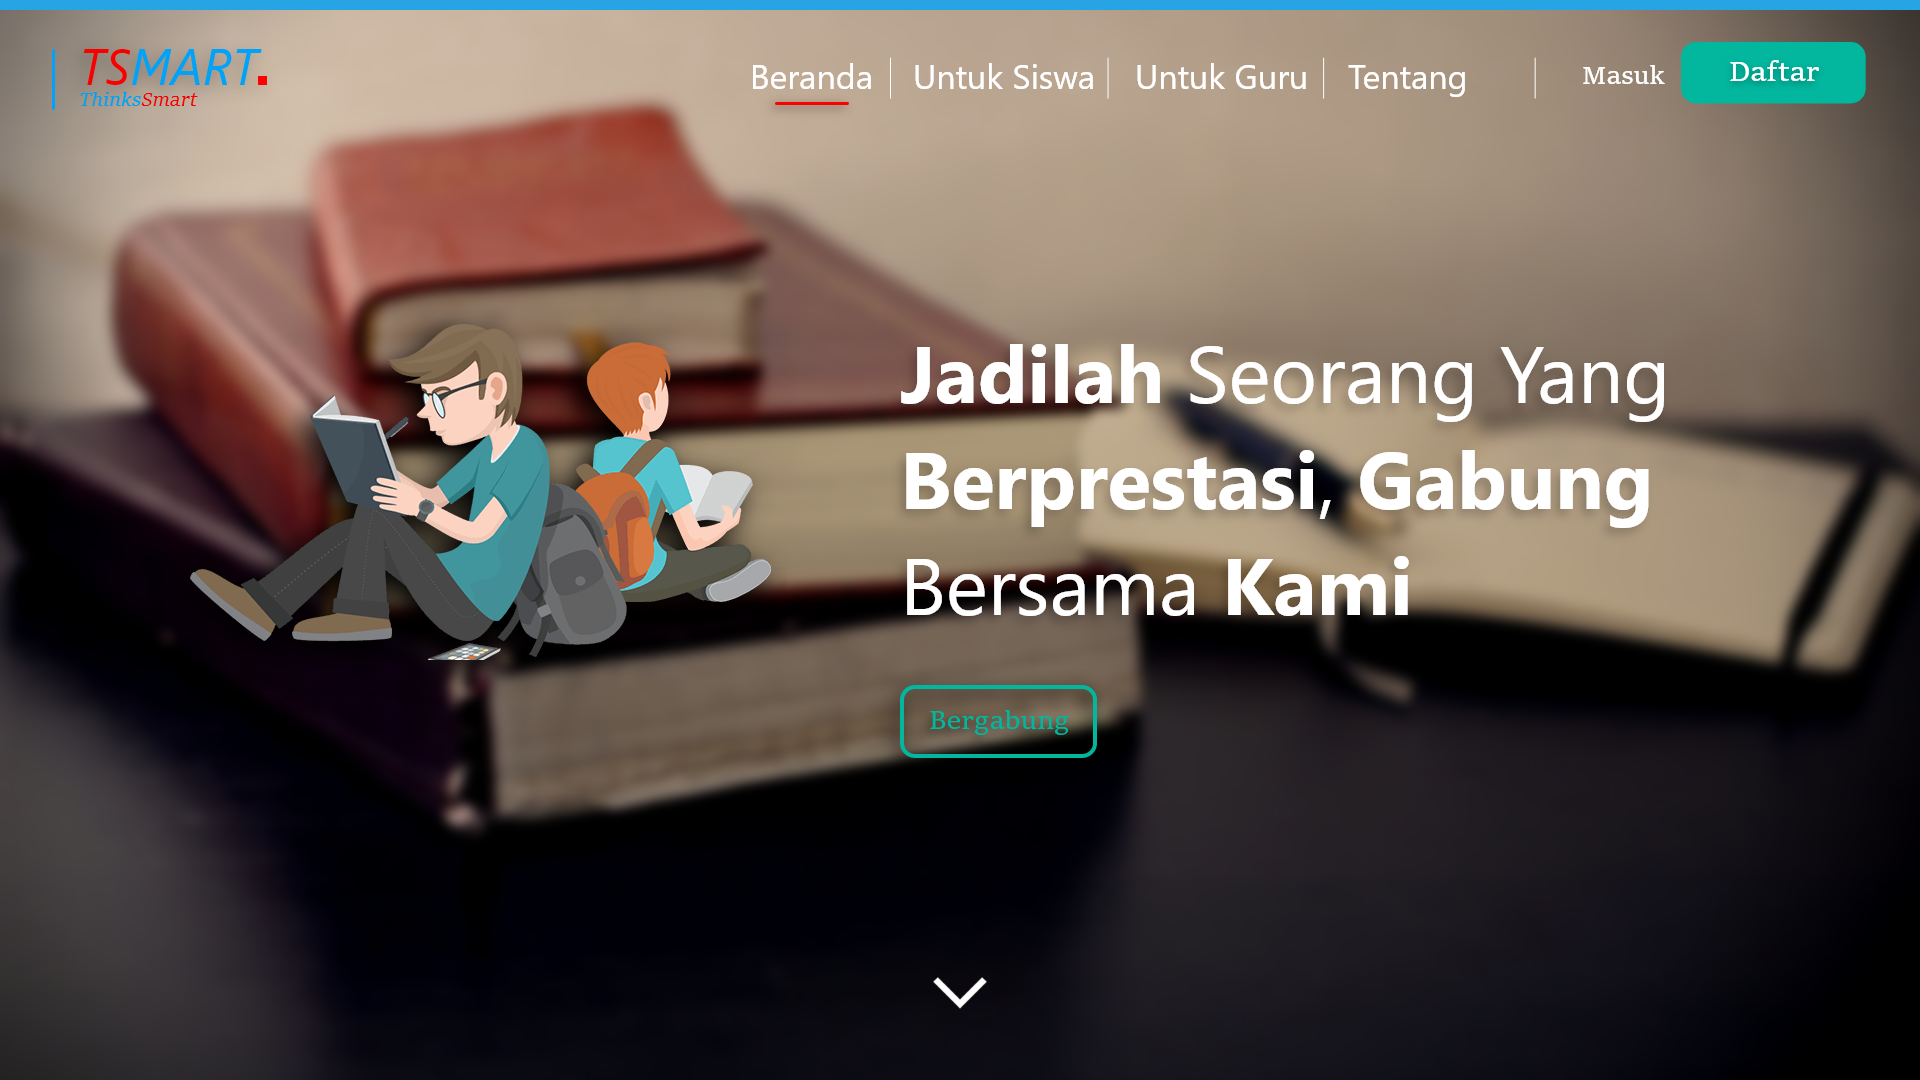 TSMART.
ThinksSmart
Beranda
Untuk Siswa
Untuk Guru
Tentang
Masuk
Daftar
Jadilah Seorang Yang
Berprestasi, Gabung
Bersama Kami
Bergabung